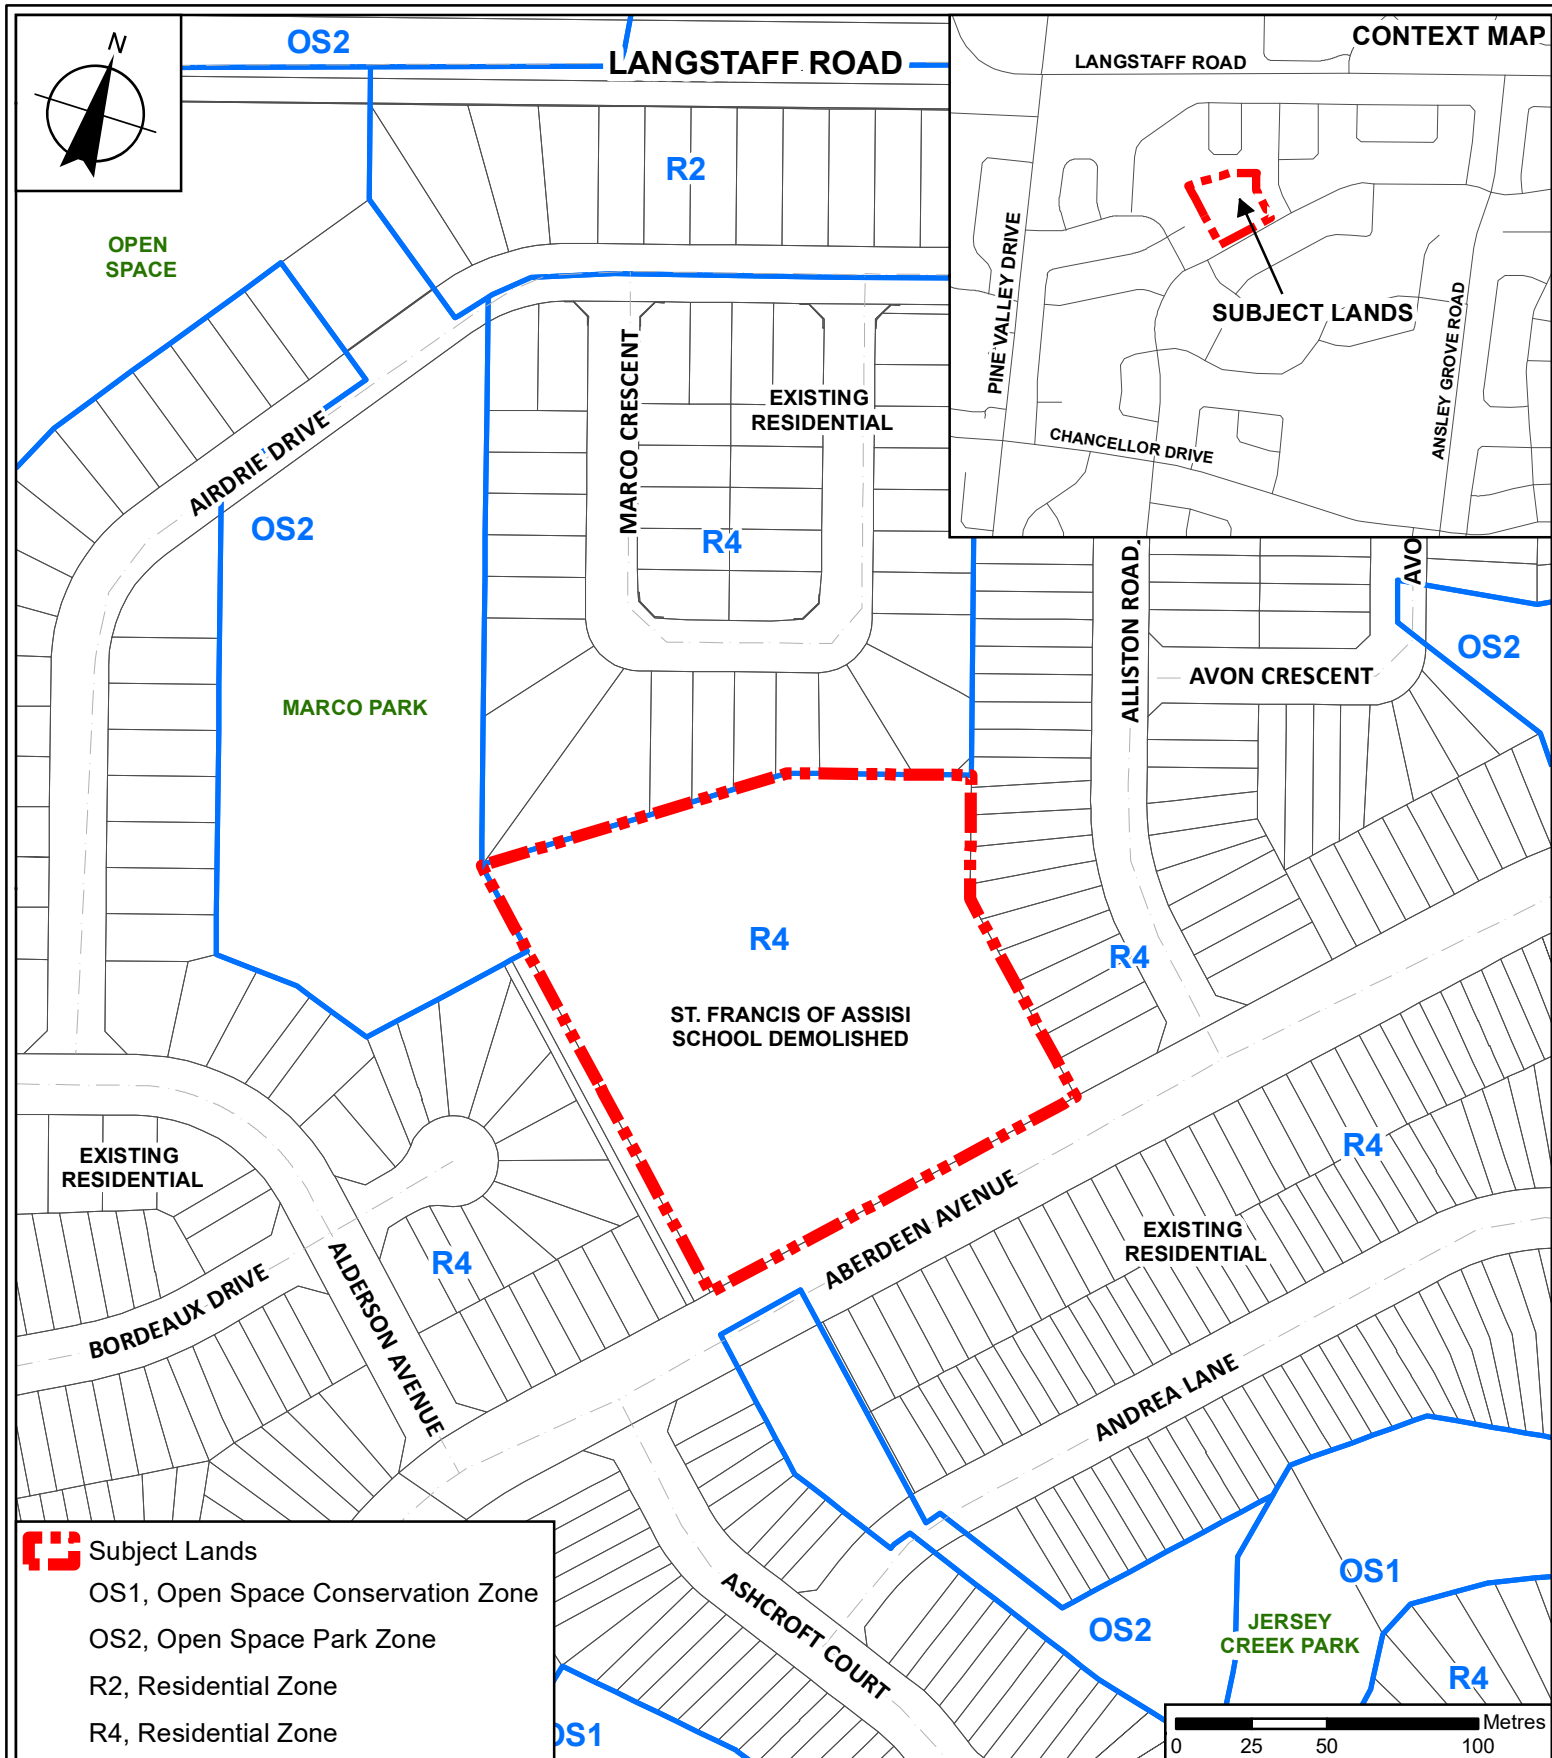 N
OS2
LANGSTAFF ROAD
R2
OPEN
SPACE
CONTEXT MAP
LANGSTAFF ROAD
PINE VALLEY DRIVE
SUBJECT LANDS
ANSLEY GROVE ROAD
CHANCELLOR DRIVE
AIRDRIE DRIVE
OS2
MARCO CRESCENT
EXISTING
RESIDENTIAL
R4
MARCO PARK
ALLISTON ROAD
AVO
AVON CRESCENT
OS2
R4
ST. FRANCIS OF ASSISI
SCHOOL DEMOLISHED
R4
EXISTING
RESIDENTIAL
R4
BORDEAUX DRIVE
ALDERSON AVENUE
R4
ABERDEEN AVENUE
EXISTING
RESIDENTIAL
ANDREA LANE
ASHCROFT COURT
OS1
OS2
JERSEY
CREEK PARK
R4
OS1
Subject Lands
OS1, Open Space Conservation Zone
OS2, Open Space Park Zone
R2, Residential Zone
R4, Residential Zone
Metres
0 25 50 100